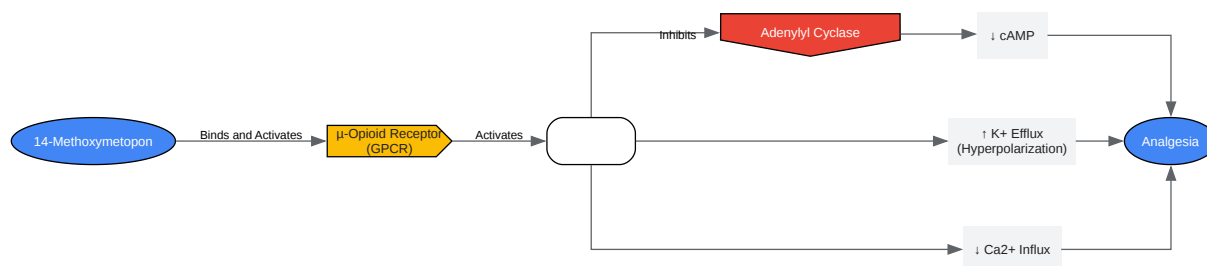 14-Methoxymetopon
Binds and Activates
µ-Opioid Receptor
(GPCR)
Activates
Inhibits
Adenylyl Cyclase
↓ cAMP
↑ K+ Efflux
(Hyperpolarization)
↓ Ca2+ Influx
Analgesia